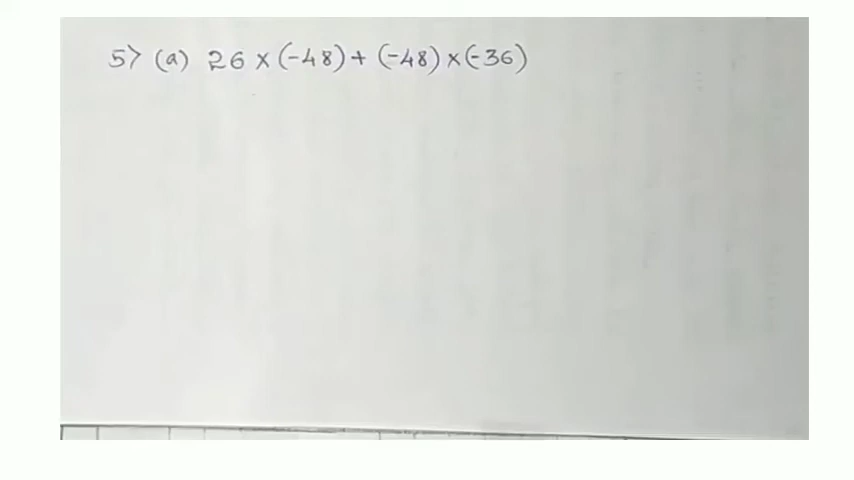 5> (a) 26 × (-48) + (-48) × (-36)